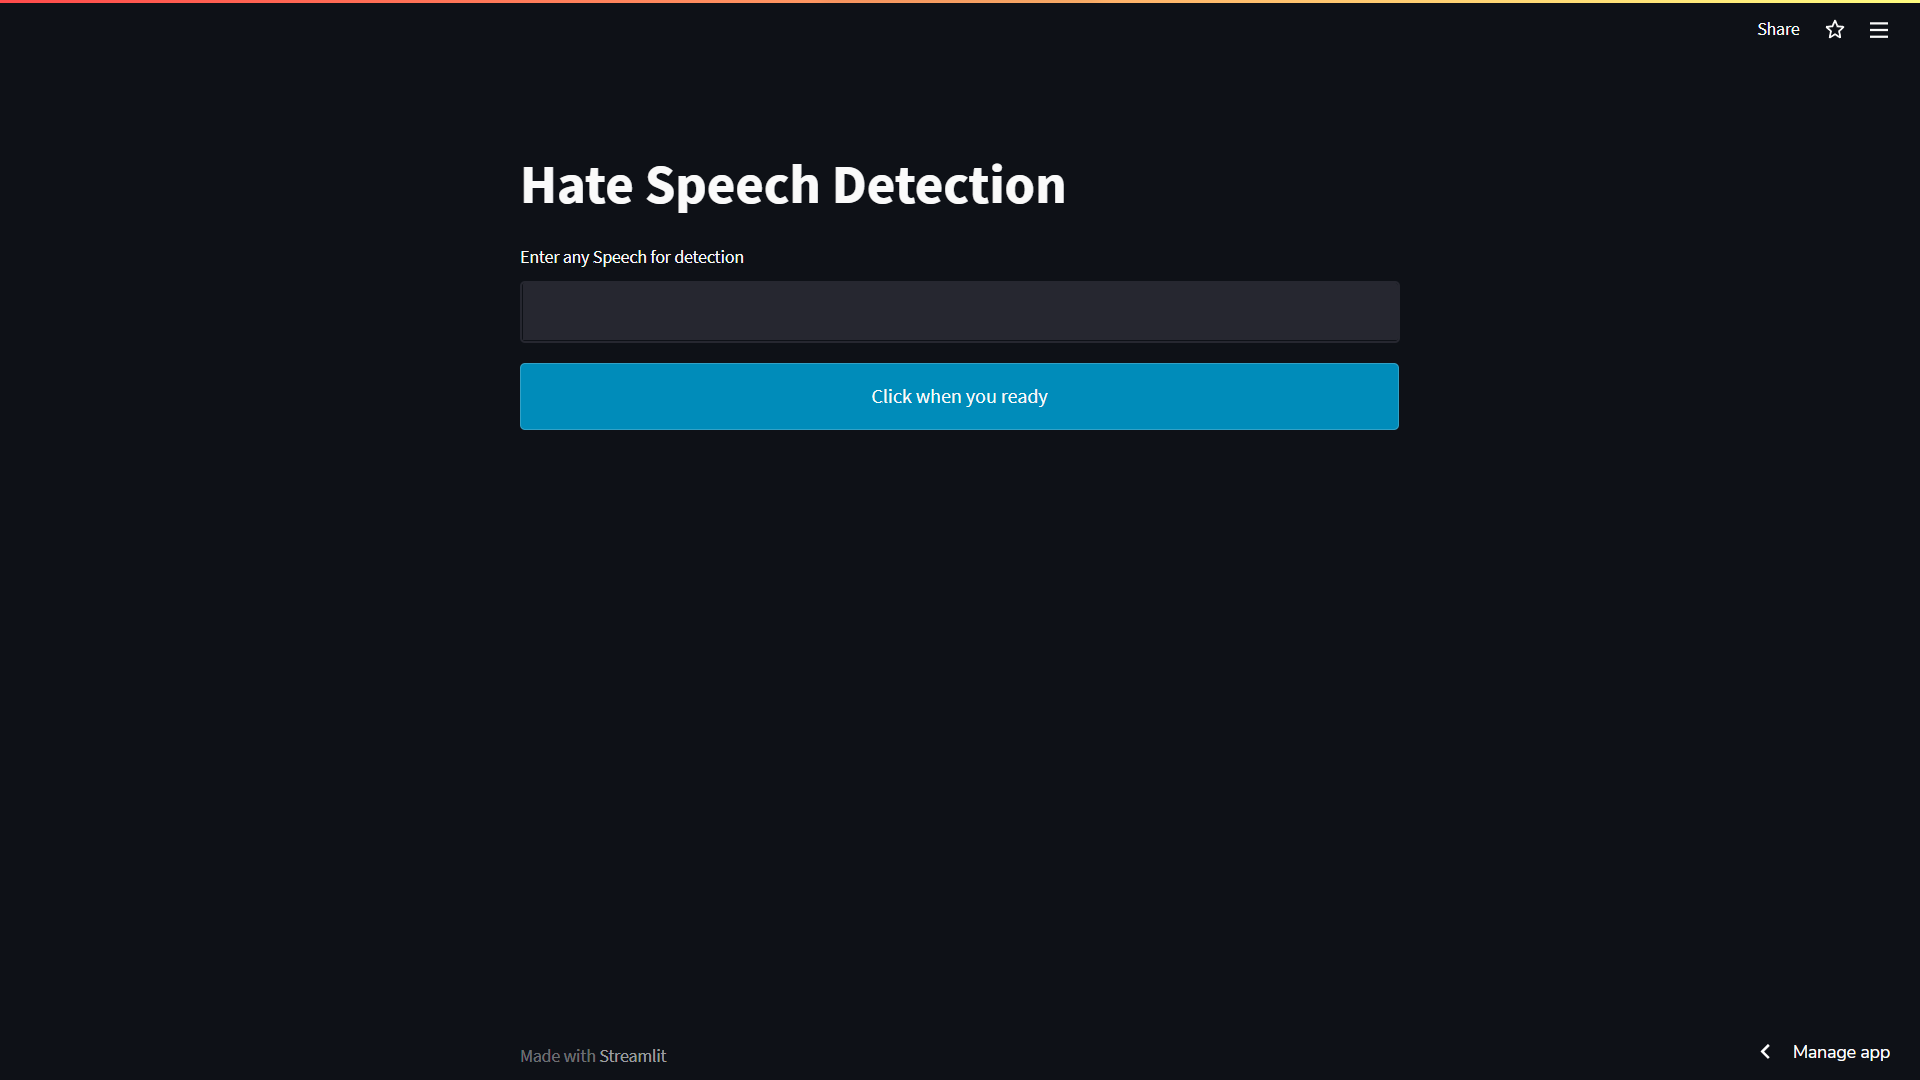 Share
Hate Speech Detection
Enter any Speech for detection
Click when you ready
Made with Streamlit
Manage app